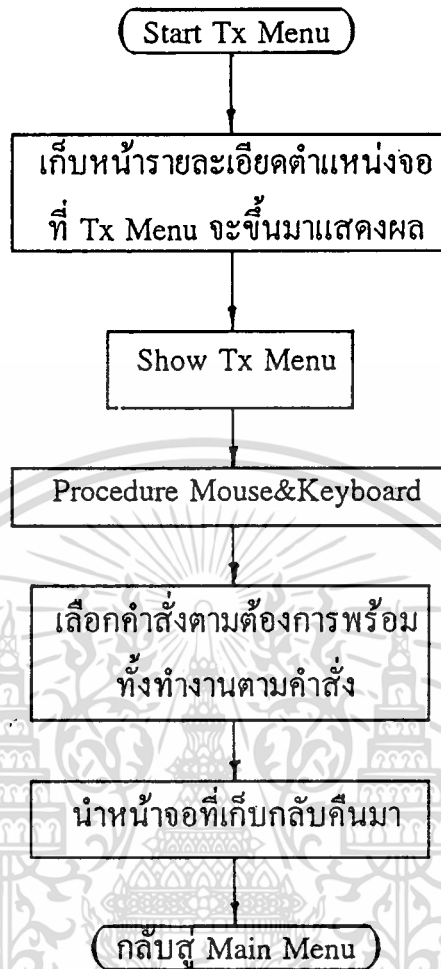 Start Tx Menu
เก็บหน้ารายละเอียดตำแหน่งจอ
ที่ Tx Menu จะขึ้นมาแสดงผล
Show Tx Menu
Procedure Mouse&Keyboard
เลือกคำสั่งตามต้องการพร้อม
ทั้งทำงานตามคำสั่ง
นำหน้าจอที่เก็บกลับคืนมา
กลับสู่ Main Menu